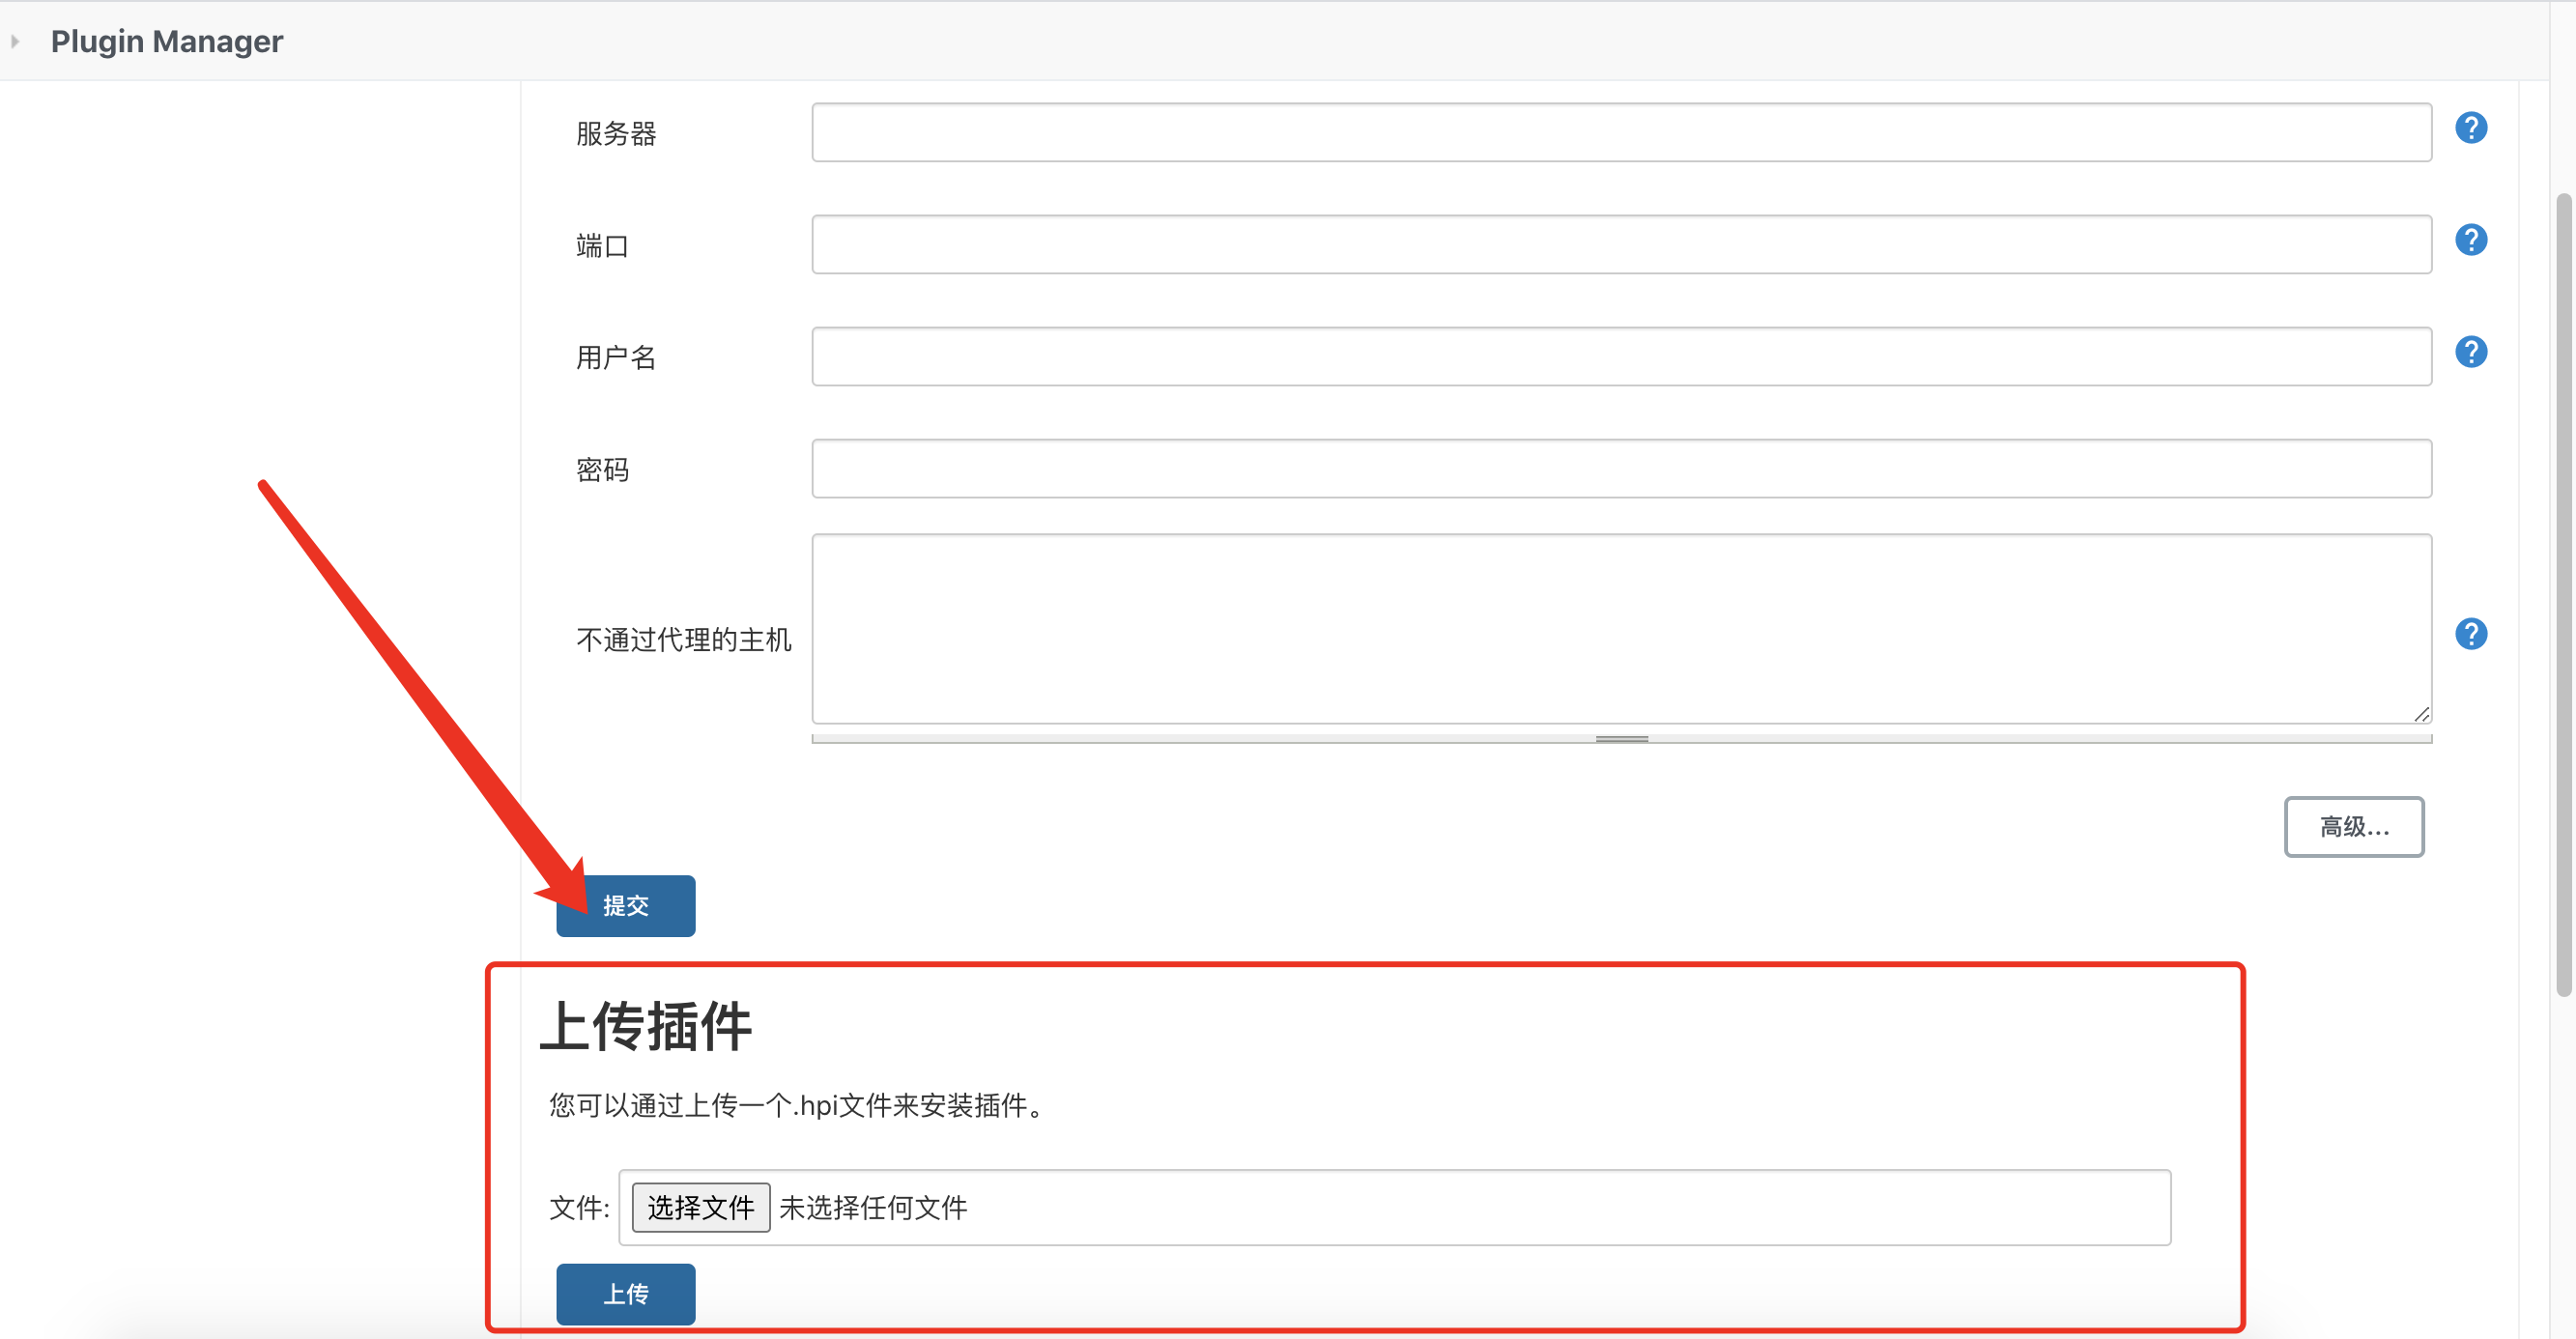 Plugin Manager
服务器
端口
用户名
密码
不通过代理的主机
高级...
提交
上传插件
您可以通过上传一个.hpi文件来安装插件。
文件: 选择文件 未选择任何文件
上传